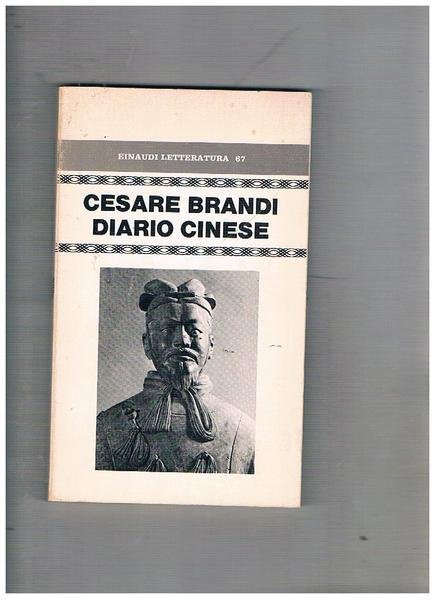 EINAUDI LETTERATURA 67
CESARE BRANDI
DIARIO CINESE